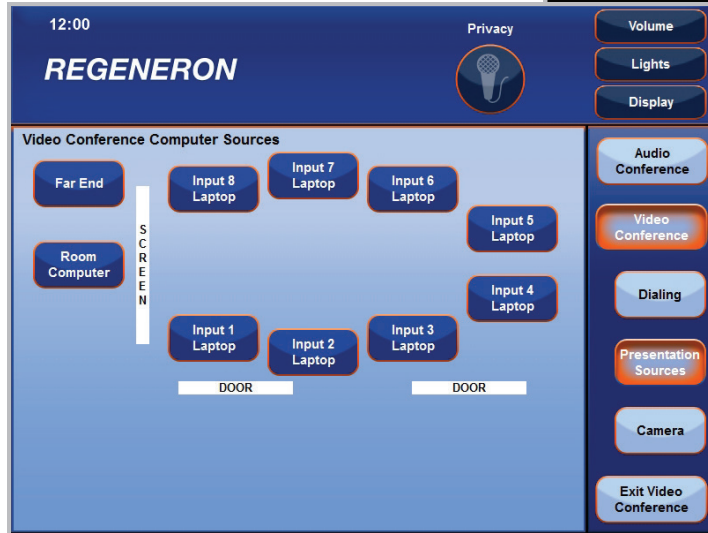 12:00
Privacy
REGENERON
Volume
Lights
Display
Video Conference Computer Sources
Far End
Room
Computer
SCREEN
Input 8
Laptop
Input 7
Laptop
Input 6
Laptop
Input 5
Laptop
Input 4
Laptop
Input 1
Laptop
Input 2
Laptop
Input 3
Laptop
DOOR
DOOR
Audio
Conference
Video
Conference
Dialing
Presentation
Sources
Camera
Exit Video
Conference